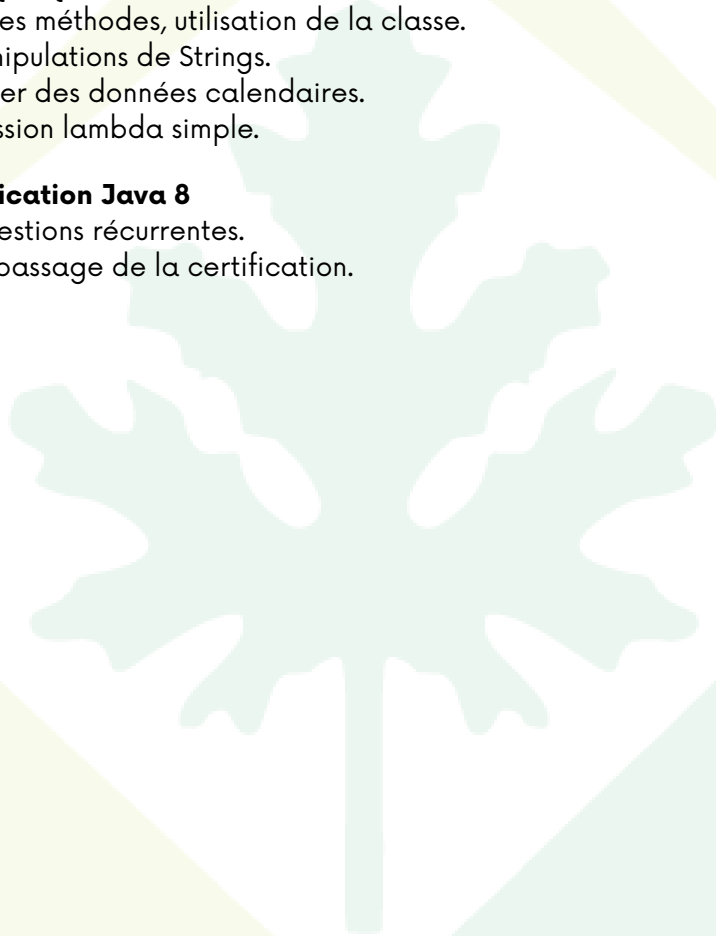 es méthodes, utilisation de la classe.
nipulations de Strings.
er des données calendaires.
ssion lambda simple.
ication Java 8
estions récurrentes.
passage de la certification.